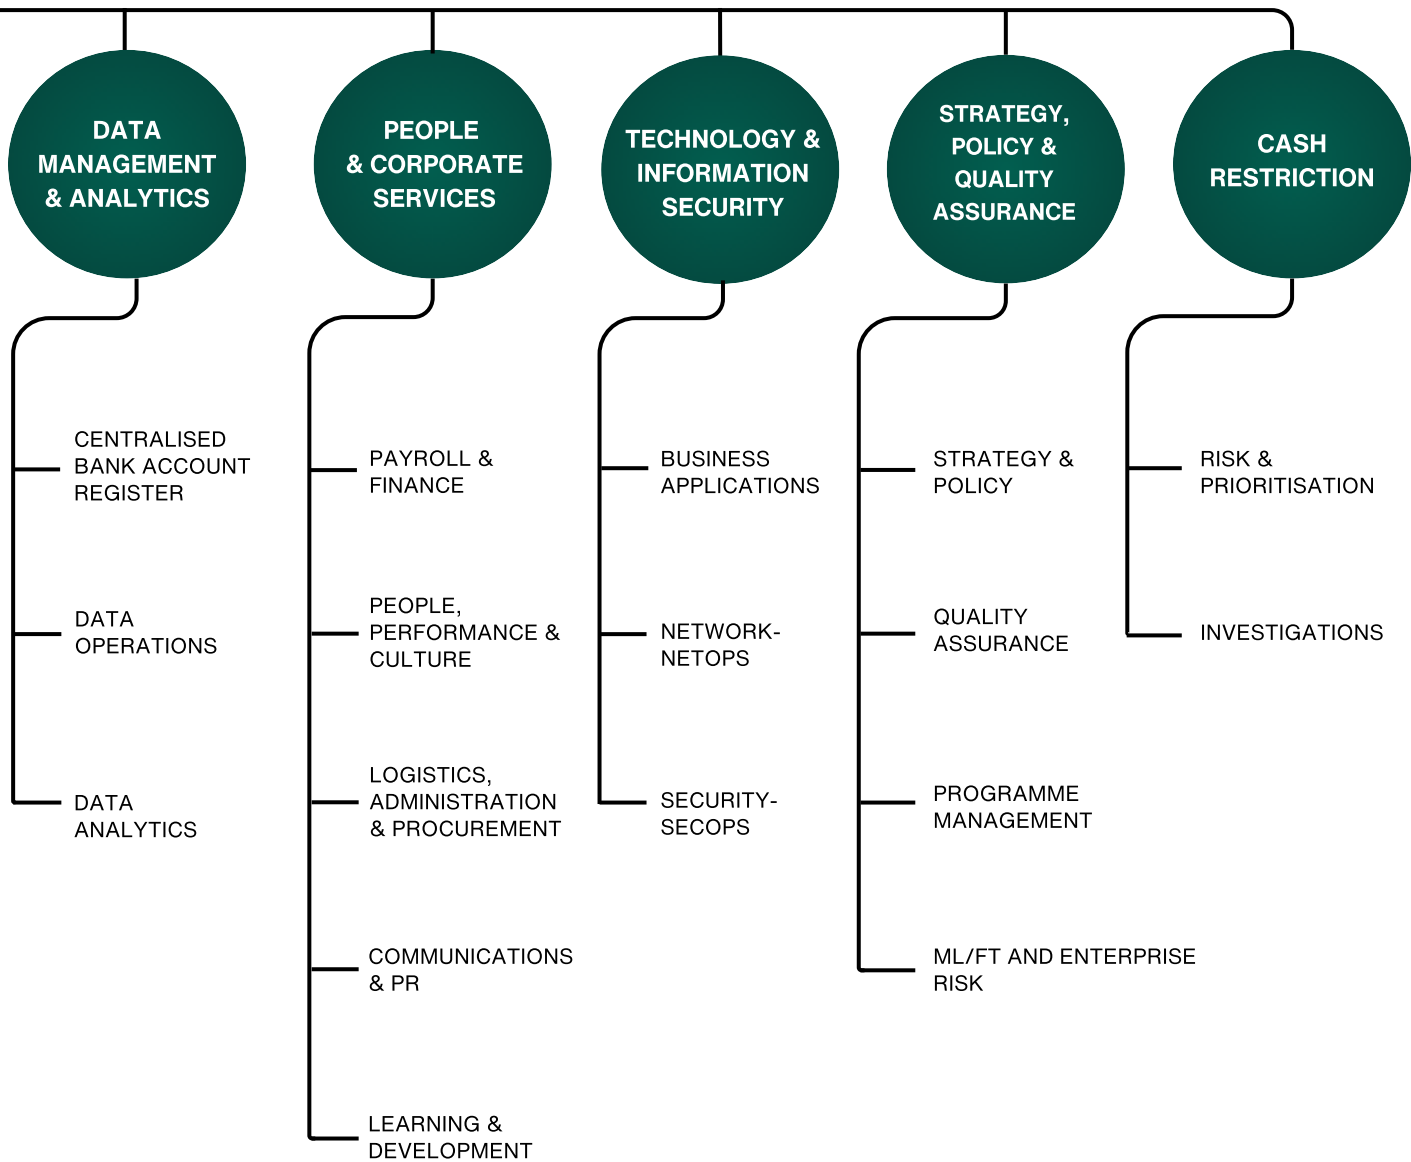 DATA
MANAGEMENT
& ANALYTICS
PEOPLE
& CORPORATE
SERVICES
TECHNOLOGY &
INFORMATION
SECURITY
STRATEGY,
POLICY &
QUALITY
ASSURANCE
CASH
RESTRICTION
CENTRALISED
BANK ACCOUNT
REGISTER
DATA
OPERATIONS
DATA
ANALYTICS
PAYROLL &
FINANCE
PEOPLE,
PERFORMANCE &
CULTURE
LOGISTICS,
ADMINISTRATION
& PROCUREMENT
COMMUNICATIONS
& PR
LEARNING &
DEVELOPMENT
BUSINESS
APPLICATIONS
NETWORK-
NETOPS
SECURITY-
SECOPS
STRATEGY &
POLICY
QUALITY
ASSURANCE
PROGRAMME
MANAGEMENT
ML/FT AND ENTERPRISE
RISK
RISK &
PRIORITISATION
INVESTIGATIONS